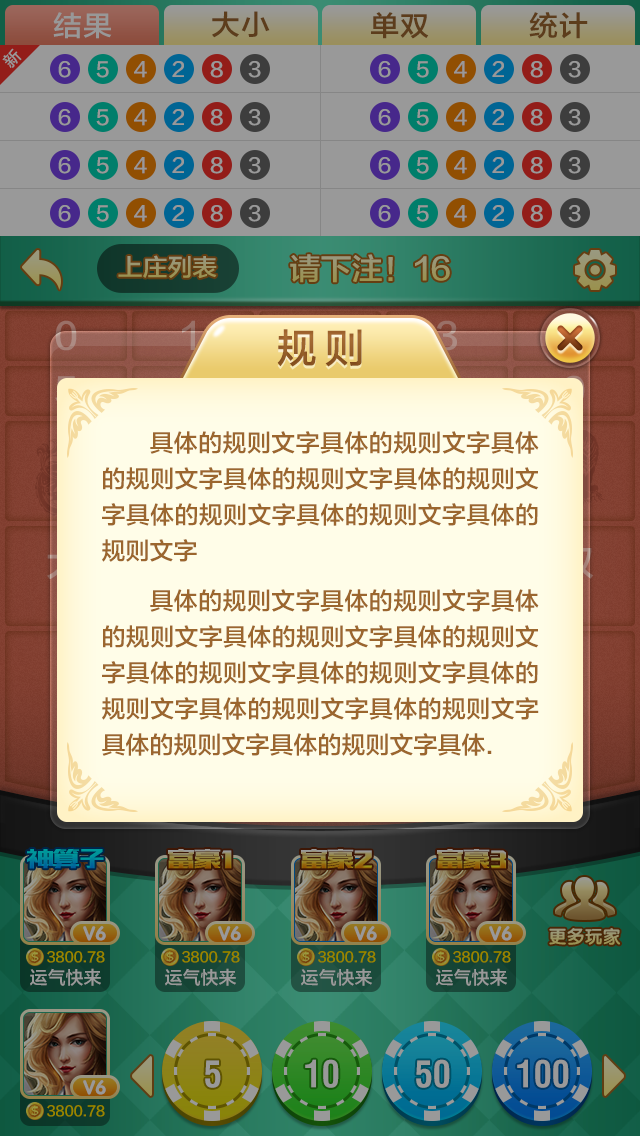 结果 大小 单双 统计
新
6 5 4 2 8 3 6 5 4 2 8 3
6 5 4 2 8 3 6 5 4 2 8 3
6 5 4 2 8 3 6 5 4 2 8 3
6 5 4 2 8 3 6 5 4 2 8 3
上庄列表 请下注！16
0 1 3
规则
具体的规则文字具体的规则文字具体
的规则文字具体的规则文字具体的规则文
字具体的规则文字具体的规则文字具体的
规则文字
具体的规则文字具体的规则文字具体
的规则文字具体的规则文字具体的规则文
字具体的规则文字具体的规则文字具体的
规则文字具体的规则文字具体的规则文字
具体的规则文字具体的规则文字具体.
神算子 富豪1 富豪2 富豪3
V6 V6 V6 V6 更多玩家
3800.78 3800.78 3800.78 3800.78
运气快来 运气快来 运气快来 运气快来
V6 5 10 50 100
3800.78